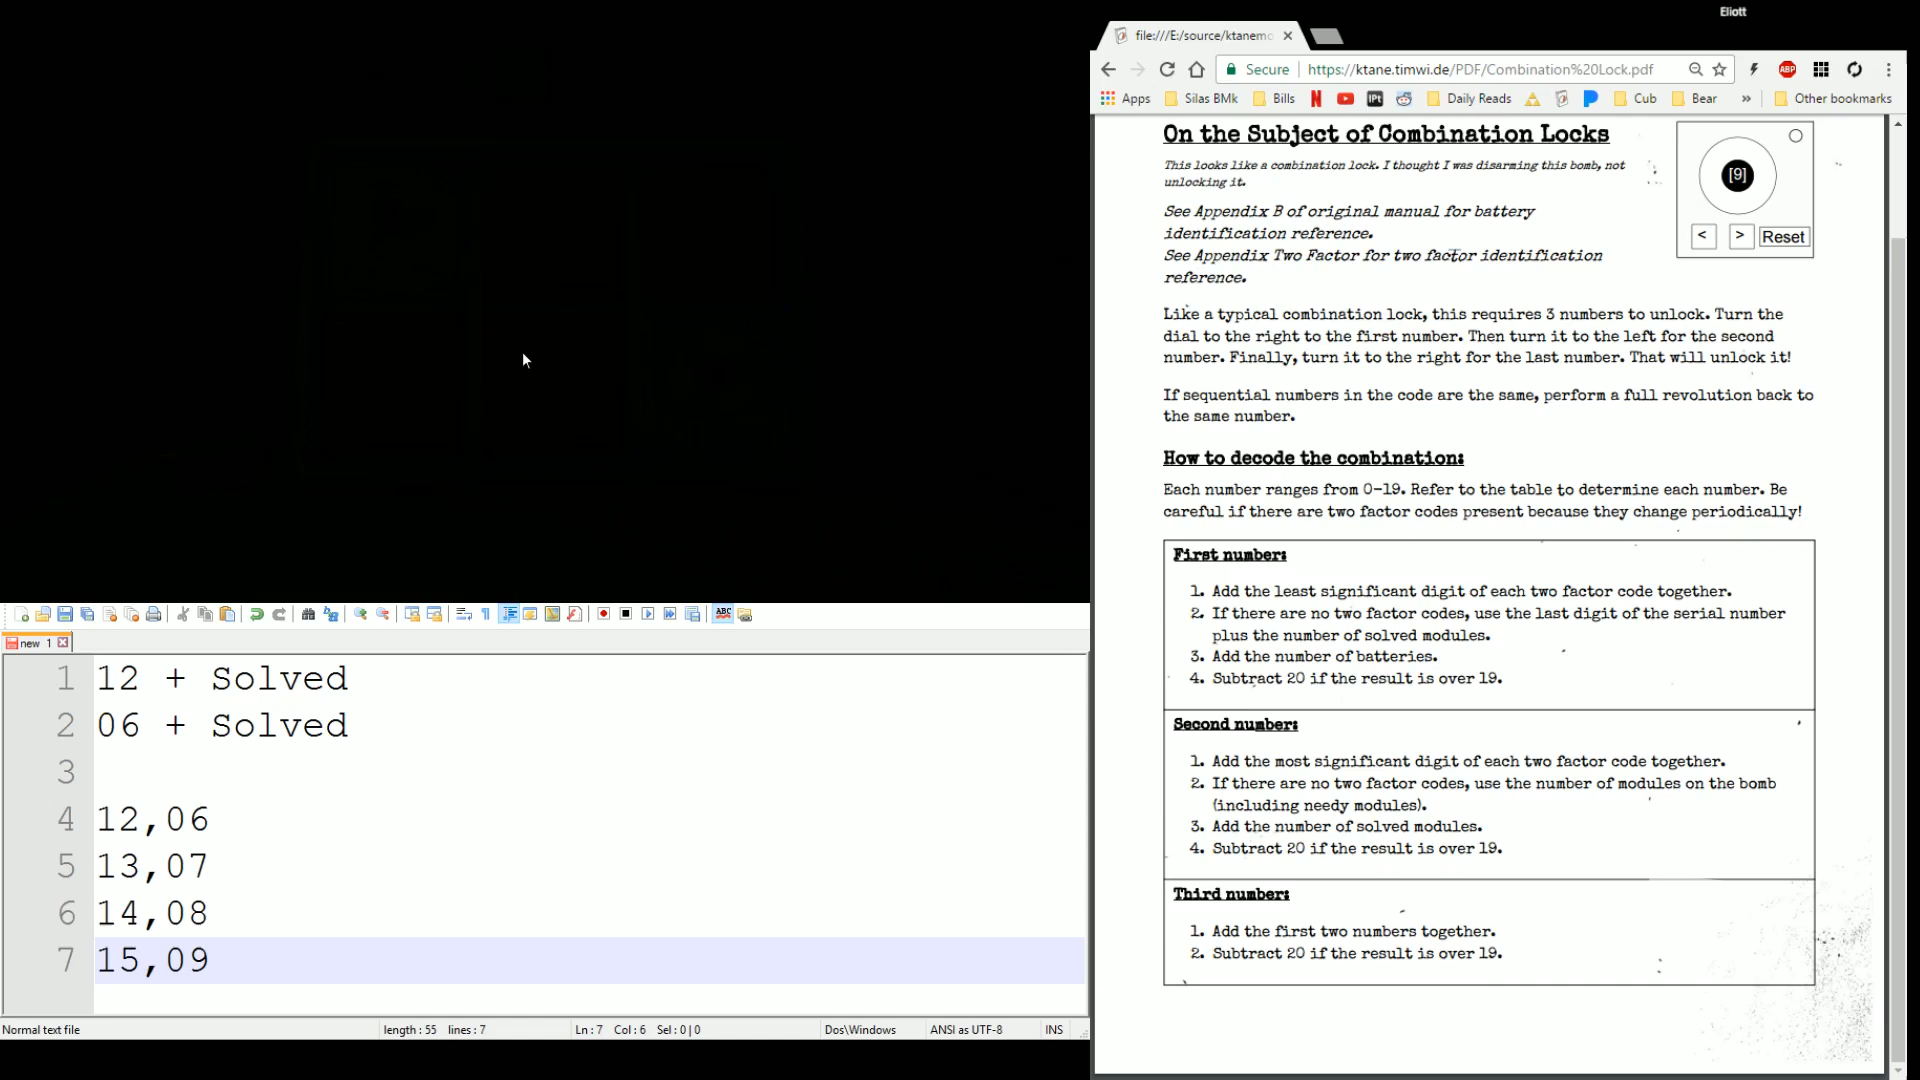 Eliott
file:///E:/source/ktanemo
Secure https://ktane.timwi.de/PDF/Combination%20Lock.pdf
ABP
Apps Silas BMk Bills IPt Daily Reads Cub Bear » Other bookmarks
On the Subject of Combination Locks
This looks like a combination lock. I thought I was disarming this bomb, not
unlocking it.
See Appendix B of original manual for battery
identification reference.
See Appendix Two Factor for two factor identification
reference.
[9]
< > Reset
Like a typical combination lock, this requires 3 numbers to unlock. Turn the
dial to the right to the first number. Then turn it to the left for the second
number. Finally, turn it to the right for the last number. That will unlock it!
If sequential numbers in the code are the same, perform a full revolution back to
the same number.
How to decode the combination:
Each number ranges from 0-19. Refer to the table to determine each number. Be
careful if there are two factor codes present because they change periodically!
First number:
1. Add the least significant digit of each two factor code together.
2. If there are no two factor codes, use the last digit of the serial number
plus the number of solved modules.
3. Add the number of batteries.
4. Subtract 20 if the result is over 19.
Second number:
1. Add the most significant digit of each two factor code together.
2. If there are no two factor codes, use the number of modules on the bomb
(including needy modules).
3. Add the number of solved modules.
4. Subtract 20 if the result is over 19.
Third number:
1. Add the first two numbers together.
2. Subtract 20 if the result is over 19.
ABC
new 1
1 12 + Solved
2 06 + Solved
3
4 12,06
5 13,07
6 14,08
7 15,09
Normal text file length : 55 lines : 7 Ln : 7 Col : 6 Sel : 0 | 0 Dos\Windows ANSI as UTF-8 INS